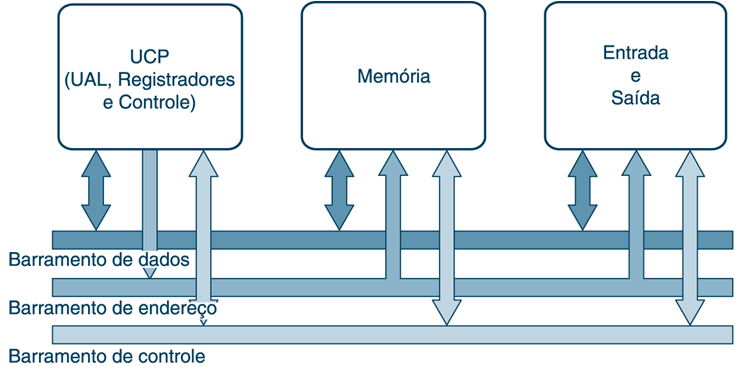 UCP
(UAL, Registradores
e Controle)
Memória
Entrada
e
Saída
Barramento de dados
Barramento de endereço
Barramento de controle